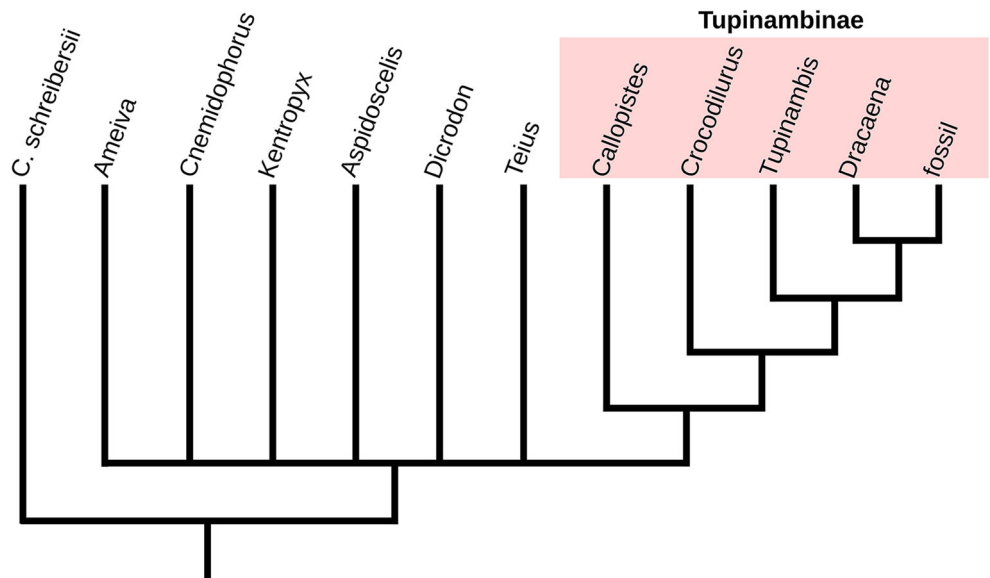 Tupinambinae
C. schreibersii
Ameiva
Cnemidophorus
Kentropyx
Aspidoscelis
Dicrodon
Teius
Callopistes
Crocodilurus
Tupinambis
Dracaena
fossil